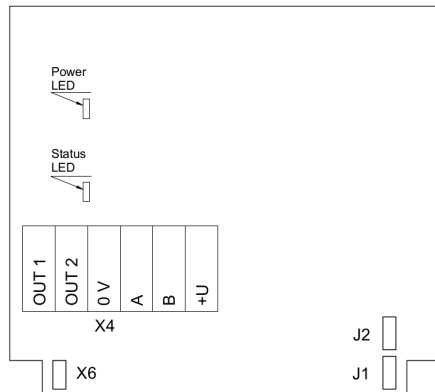 Power
LED
Status
LED
OUT 1
OUT 2
0 V
A
B
+U
X4
J2
X6
J1